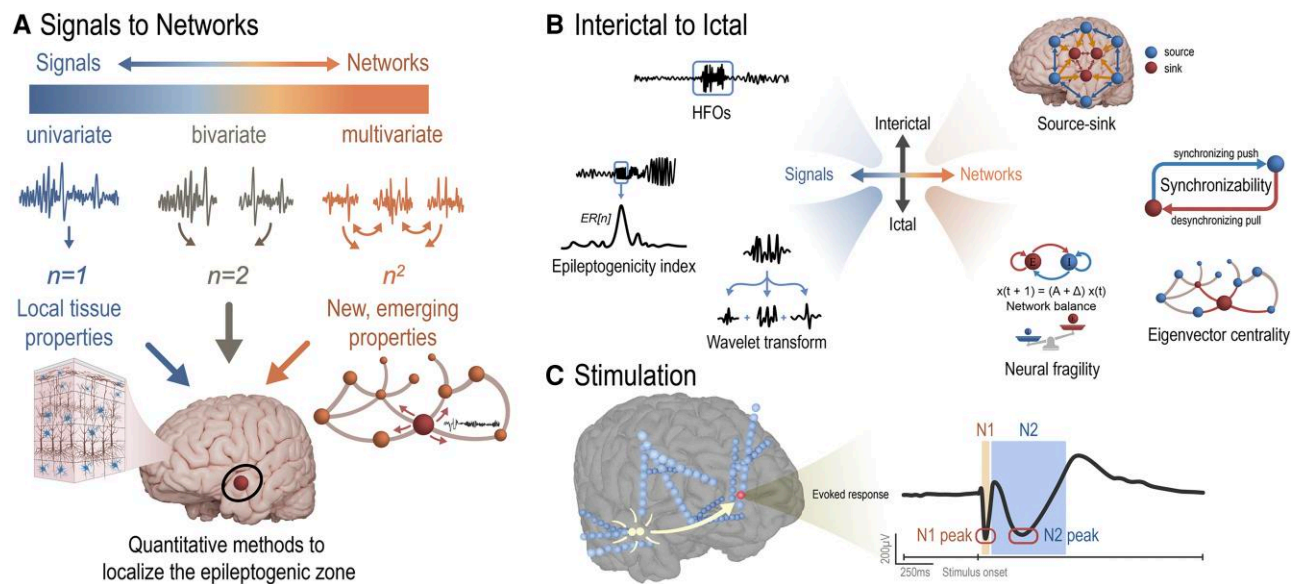 A Signals to Networks
Signals
Networks
univariate
bivariate
multivariate
n=1
n=2
n²
Local tissue
properties
New, emerging
properties
Quantitative methods to
localize the epileptogenic zone
B Interictal to Ictal
HFOs
ER[n]
Epileptogenicity index
Wavelet transform
+
+
Interictal
Signals
Networks
Ictal
source
sink
Source-sink
synchronizing push
Synchronizability
desynchronizing pull
E
I
x(t + 1) = (A + Δ) x(t)
Network balance
Neural fragility
Eigenvector centrality
C Stimulation
Evoked response
N1
N2
N1 peak
N2 peak
200µV
250ms
Stimulus onset